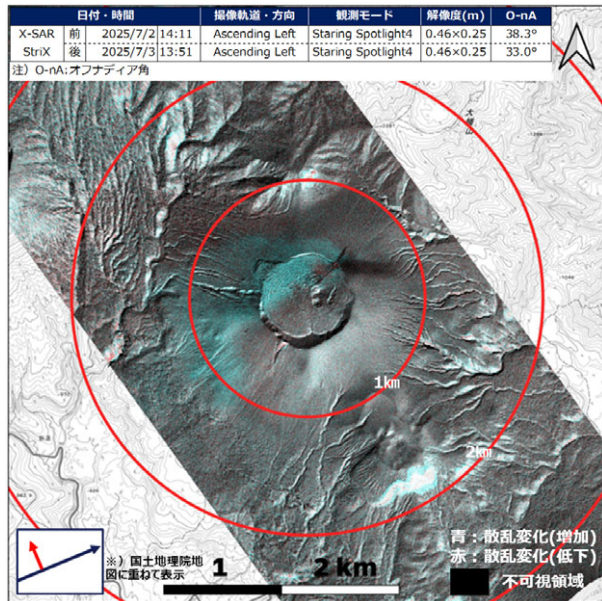 日付・時間 撮像軌道・方向 観測モード 解像度(m) O-nA
X-SAR 前 2025/7/2 14:11 Ascending Left Staring Spotlight4 0.46×0.25 38.3°
StriX 後 2025/7/3 13:51 Ascending Left Staring Spotlight4 0.46×0.25 33.0°
注）O-nA:オフナディア角
大幡山
1km
2km
青：散乱変化(増加)
赤：散乱変化(低下)
不可視領域
※）国土地理院地
図に重ねて表示
1 2 km